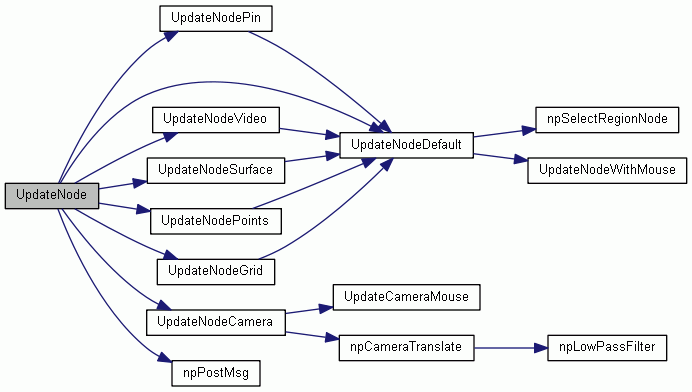 UpdateNodePin
UpdateNodeVideo
npSelectRegionNode
UpdateNodeDefault
UpdateNodeSurface
UpdateNodeWithMouse
UpdateNode
UpdateNodePoints
UpdateNodeGrid
UpdateCameraMouse
UpdateNodeCamera
npCameraTranslate
npLowPassFilter
npPostMsg